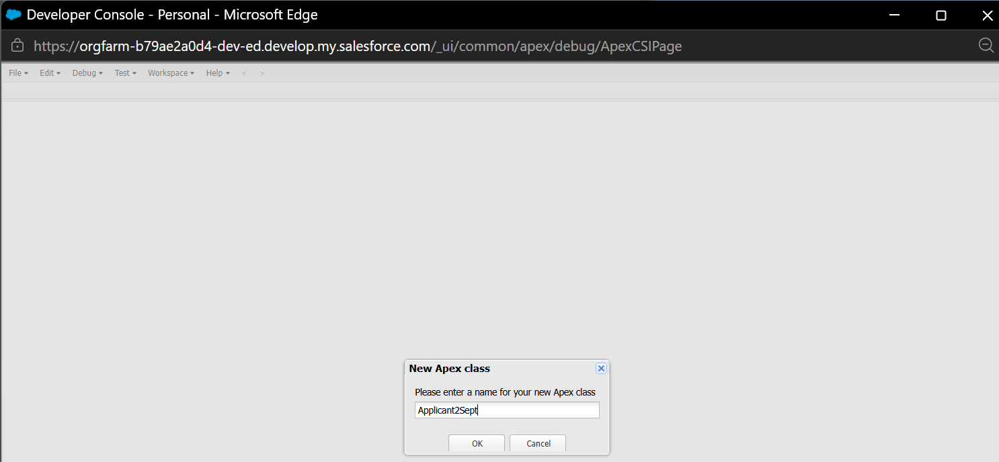 Developer Console - Personal - Microsoft Edge
https://orgfarm-b79ae2a0d4-dev-ed.develop.my.salesforce.com/_ui/common/apex/debug/ApexCSIPage
File Edit Debug Test Workspace Help < >
New Apex class
Please enter a name for your new Apex class
Applicant2Sept
OK Cancel